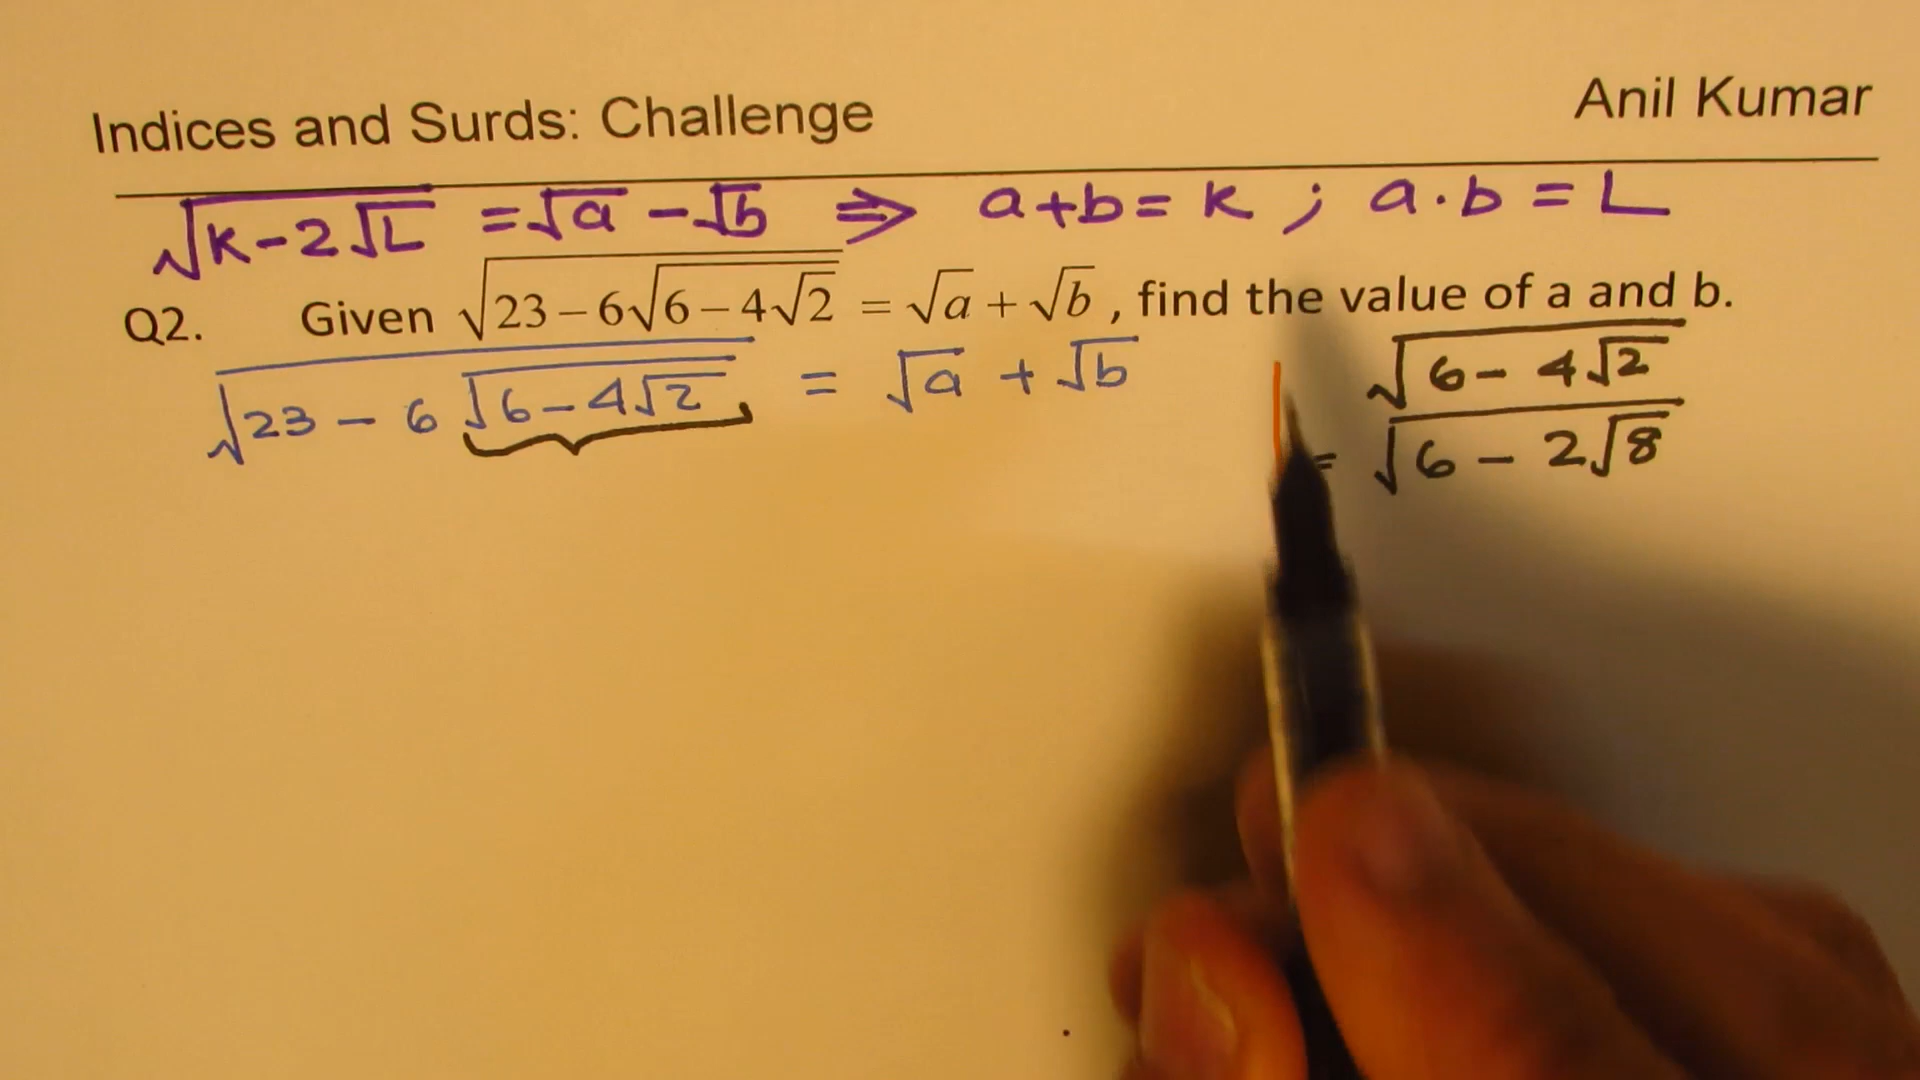 Indices and Surds: Challenge
Anil Kumar
√(K-2√L) = √a - √b ⇒ a+b = K ; a·b = L
Q2. Given √(23-6√(6-4√2)) = √a + √b , find the value of a and b.
√(23 - 6√(6-4√2)) = √a + √b
√(6 - 4√2)
= √(6 - 2√8)